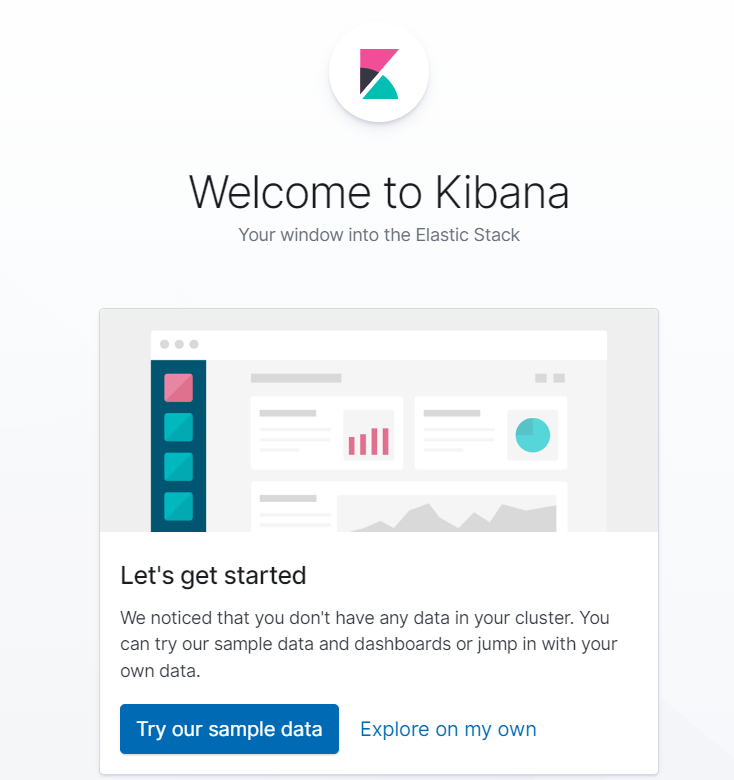 Welcome to Kibana
Your window into the Elastic Stack
Let's get started
We noticed that you don't have any data in your cluster. You
can try our sample data and dashboards or jump in with your
own data.
Try our sample data
Explore on my own